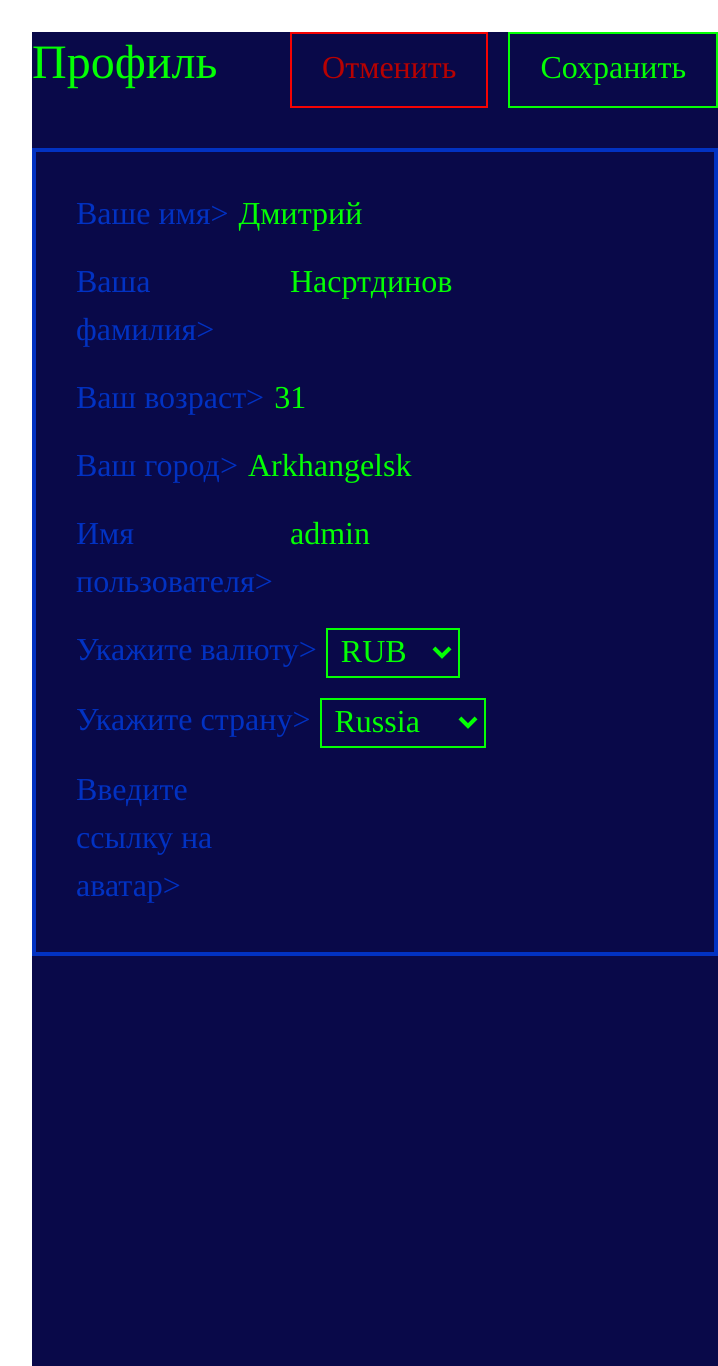 Профиль Отменить Сохранить
Ваше имя> Дмитрий
Ваша Насртдинов
фамилия>
Ваш возраст> 31
Ваш город> Arkhangelsk
Имя admin
пользователя>
Укажите валюту> RUB
Укажите страну> Russia
Введите
ссылку на
аватар>